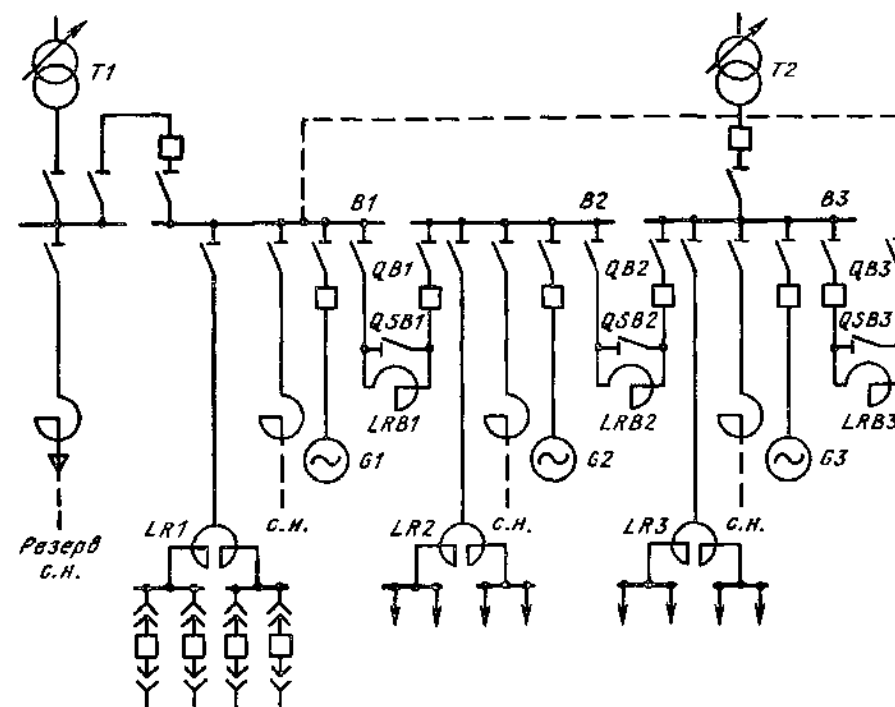 T1
T2
B1
B2
B3
QB1
QB2
QB3
QSB1
QSB2
QSB3
LRB1
LRB2
LRB3
G1
G2
G3
LR1
с.н.
LR2
с.н.
LR3
с.н.
Резерв
с.н.